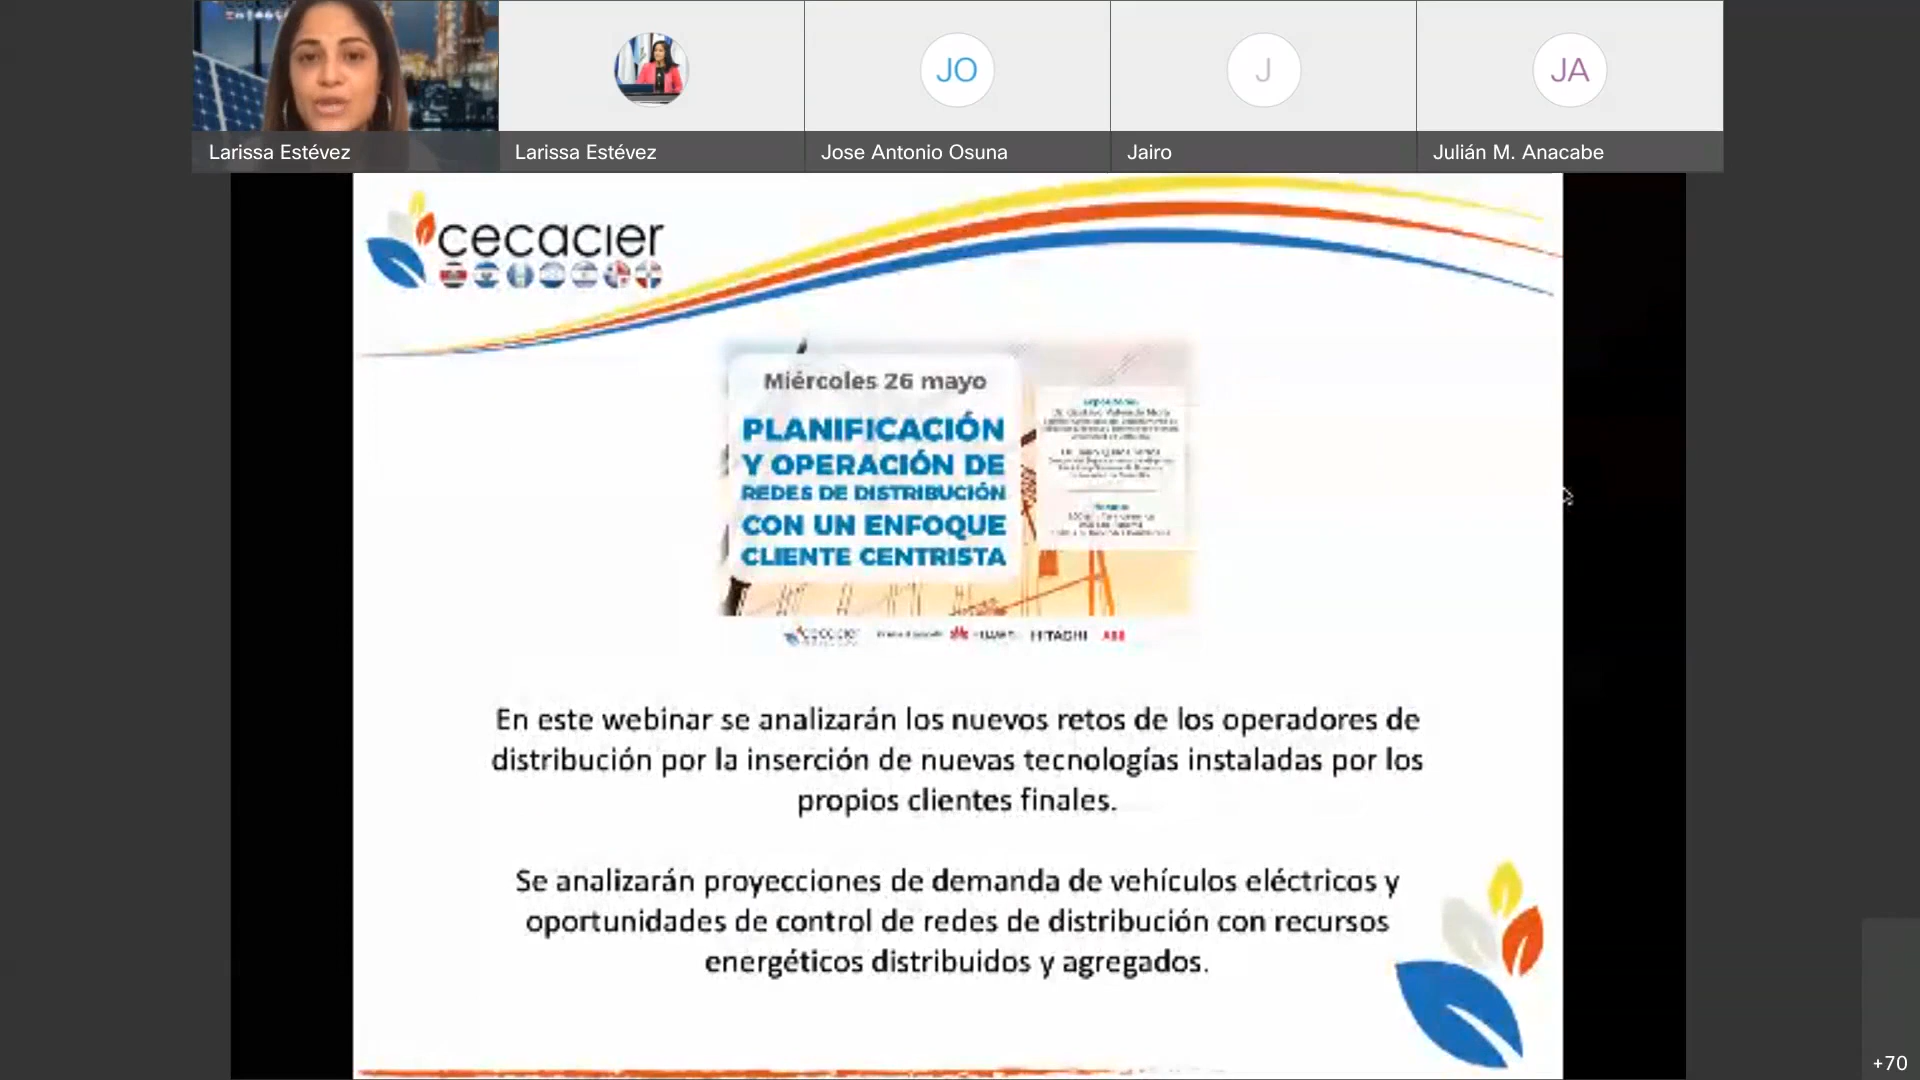 Larissa Estévez
Larissa Estévez
JO
Jose Antonio Osuna
J
Jairo
JA
Julián M. Anacabe
cecacier
Miércoles 26 mayo
PLANIFICACIÓN
Y OPERACIÓN DE
REDES DE DISTRIBUCIÓN
CON UN ENFOQUE
CLIENTE CENTRISTA
cecacier
HITACHI ABB
En este webinar se analizarán los nuevos retos de los operadores de
distribución por la inserción de nuevas tecnologías instaladas por los
propios clientes finales.
Se analizarán proyecciones de demanda de vehículos eléctricos y
oportunidades de control de redes de distribución con recursos
energéticos distribuidos y agregados.
+70